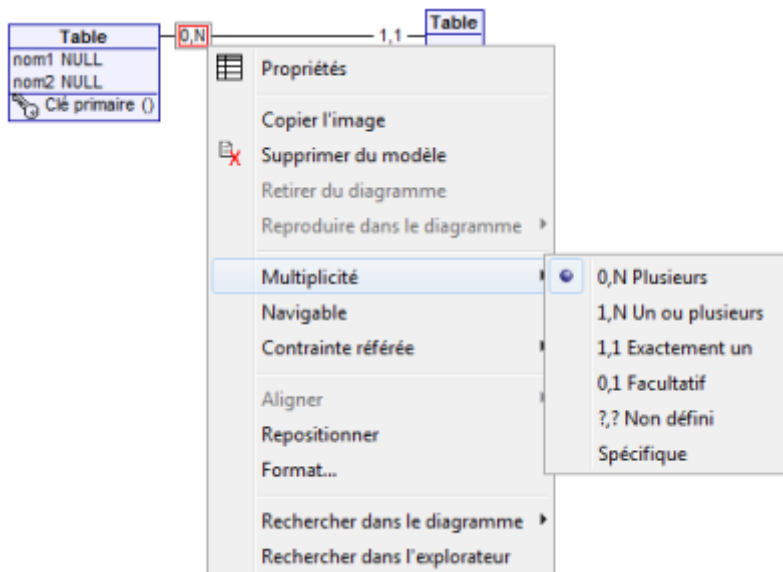 Table
0,N
1,1
Table
nom1 NULL
nom2 NULL
Clé primaire ()
Propriétés
Copier l'image
Supprimer du modèle
Retirer du diagramme
Reproduire dans le diagramme
Multiplicité
Navigable
Contrainte référée
Aligner
Repositionner
Format...
Rechercher dans le diagramme
Rechercher dans l'explorateur
0,N Plusieurs
1,N Un ou plusieurs
1,1 Exactement un
0,1 Facultatif
?,? Non défini
Spécifique